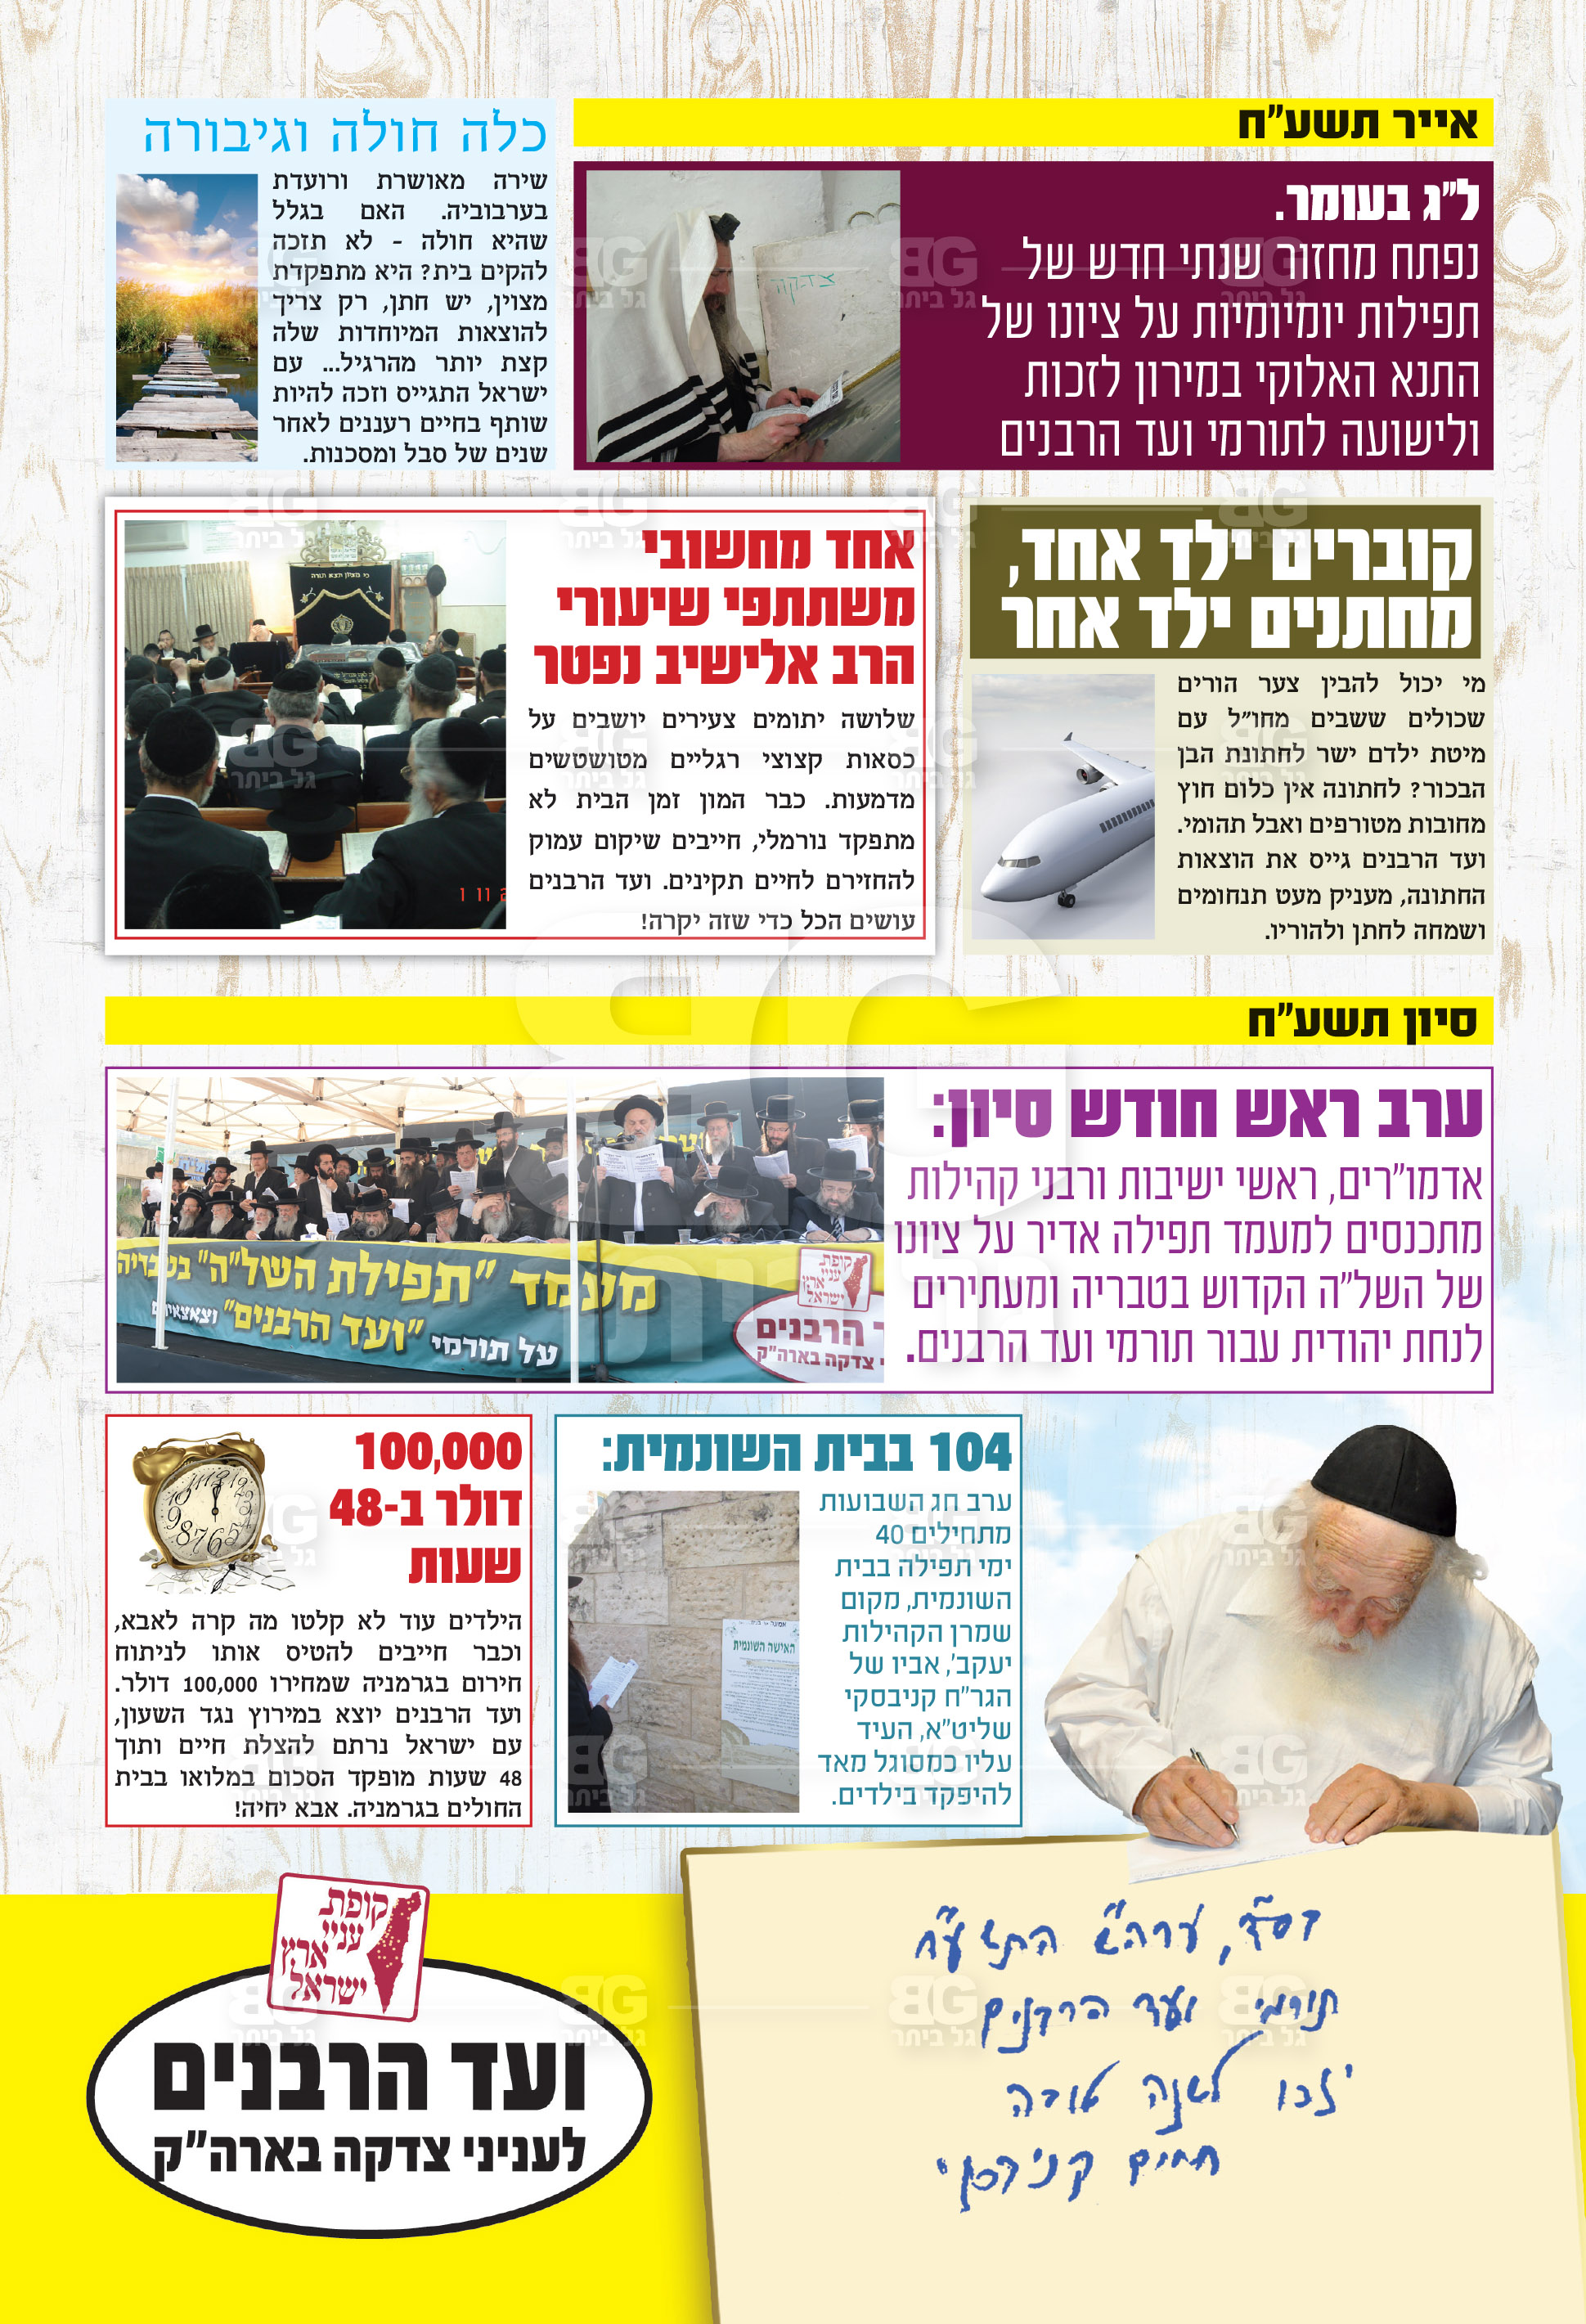 אייר תשע"ח
ל"ג בעומר.
נפתח מחזור שנתי חדש של
תפילות יומיומיות על ציונו של
התנא האלוקי במירון לזכות
ולישועה לתורמי ועד הרבנים
צדקה
כלה חולה וגיבורה
שירה מאושרת ורועדת
בערבוביה. האם בגלל
שהיא חולה - לא תזכה
להקים בית? היא מתפקדת
מצוין, יש חתן, רק צריך
להוצאות המיוחדות שלה
קצת יותר מהרגיל... עם
ישראל התגייס וזכה להיות
שותף בחיים רעננים לאחר
שנים של סבל ומסכנות.
קוברים ילד אחד,
מחתנים ילד אחר
מי יכול להבין צער הורים
שכולים ששבים מחו"ל עם
מיטת ילדם ישר לחתונת הבן
הבכור? לחתונה אין כלום חוץ
מחובות מטורפים ואבל תהומי.
ועד הרבנים גייס את הוצאות
החתונה, מעניק מעט תנחומים
ושמחה לחתן ולהוריו.
אחד מחשובי
משתתפי שיעורי
הרב אלישיב נפטר
שלושה יתומים צעירים יושבים על
כסאות קצוצי רגליים מטושטשים
מדמעות. כבר המון זמן הבית לא
מתפקד נורמלי, חייבים שיקום עמוק
להחזירם לחיים תקינים. ועד הרבנים
עושים הכל כדי שזה יקרה!
כי מציון תצא תורה
סיון תשע"ח
ערב ראש חודש סיון:
אדמו"רים, ראשי ישיבות ורבני קהילות
מתכנסים למעמד תפילה אדיר על ציונו
של השל"ה הקדוש בטבריה ומעתירים
לנחת יהודית עבור תורמי ועד הרבנים.
מעמד "תפילת השל"ה" בטבריה
על תורמי "ועד הרבנים" וצאצאיהם
קופת
עניי
ארץ
ישראל
הרבנים
צדקה בארה"ק
104 בבית השונמית:
ערב חג השבועות
מתחילים 40
ימי תפילה בבית
השונמית, מקום
שמרן הקהילות
יעקב', אביו של
הגר"ח קניבסקי
שליט"א, העיד
עליו כמסוגל מאד
להיפקד בילדים.
האישה השונמית
100,000
דולר ב-48
שעות
הילדים עוד לא קלטו מה קרה לאבא,
וכבר חייבים להטיס אותו לניתוח
חירום בגרמניה שמחירו 100,000 דולר.
ועד הרבנים יוצא במירוץ נגד השעון,
עם ישראל נרתם להצלת חיים ותוך
48 שעות מופקד הסכום במלואו בבית
החולים בגרמניה. אבא יחיה!
בס"ד, ערה"ש התשע"ח
תורמי ועד הרבנים
יזכו לשנה טובה
חיים קניבסקי
קופת
עניי
ארץ
ישראל
ועד הרבנים
לעניני צדקה בארה"ק
BG
גל ביתר